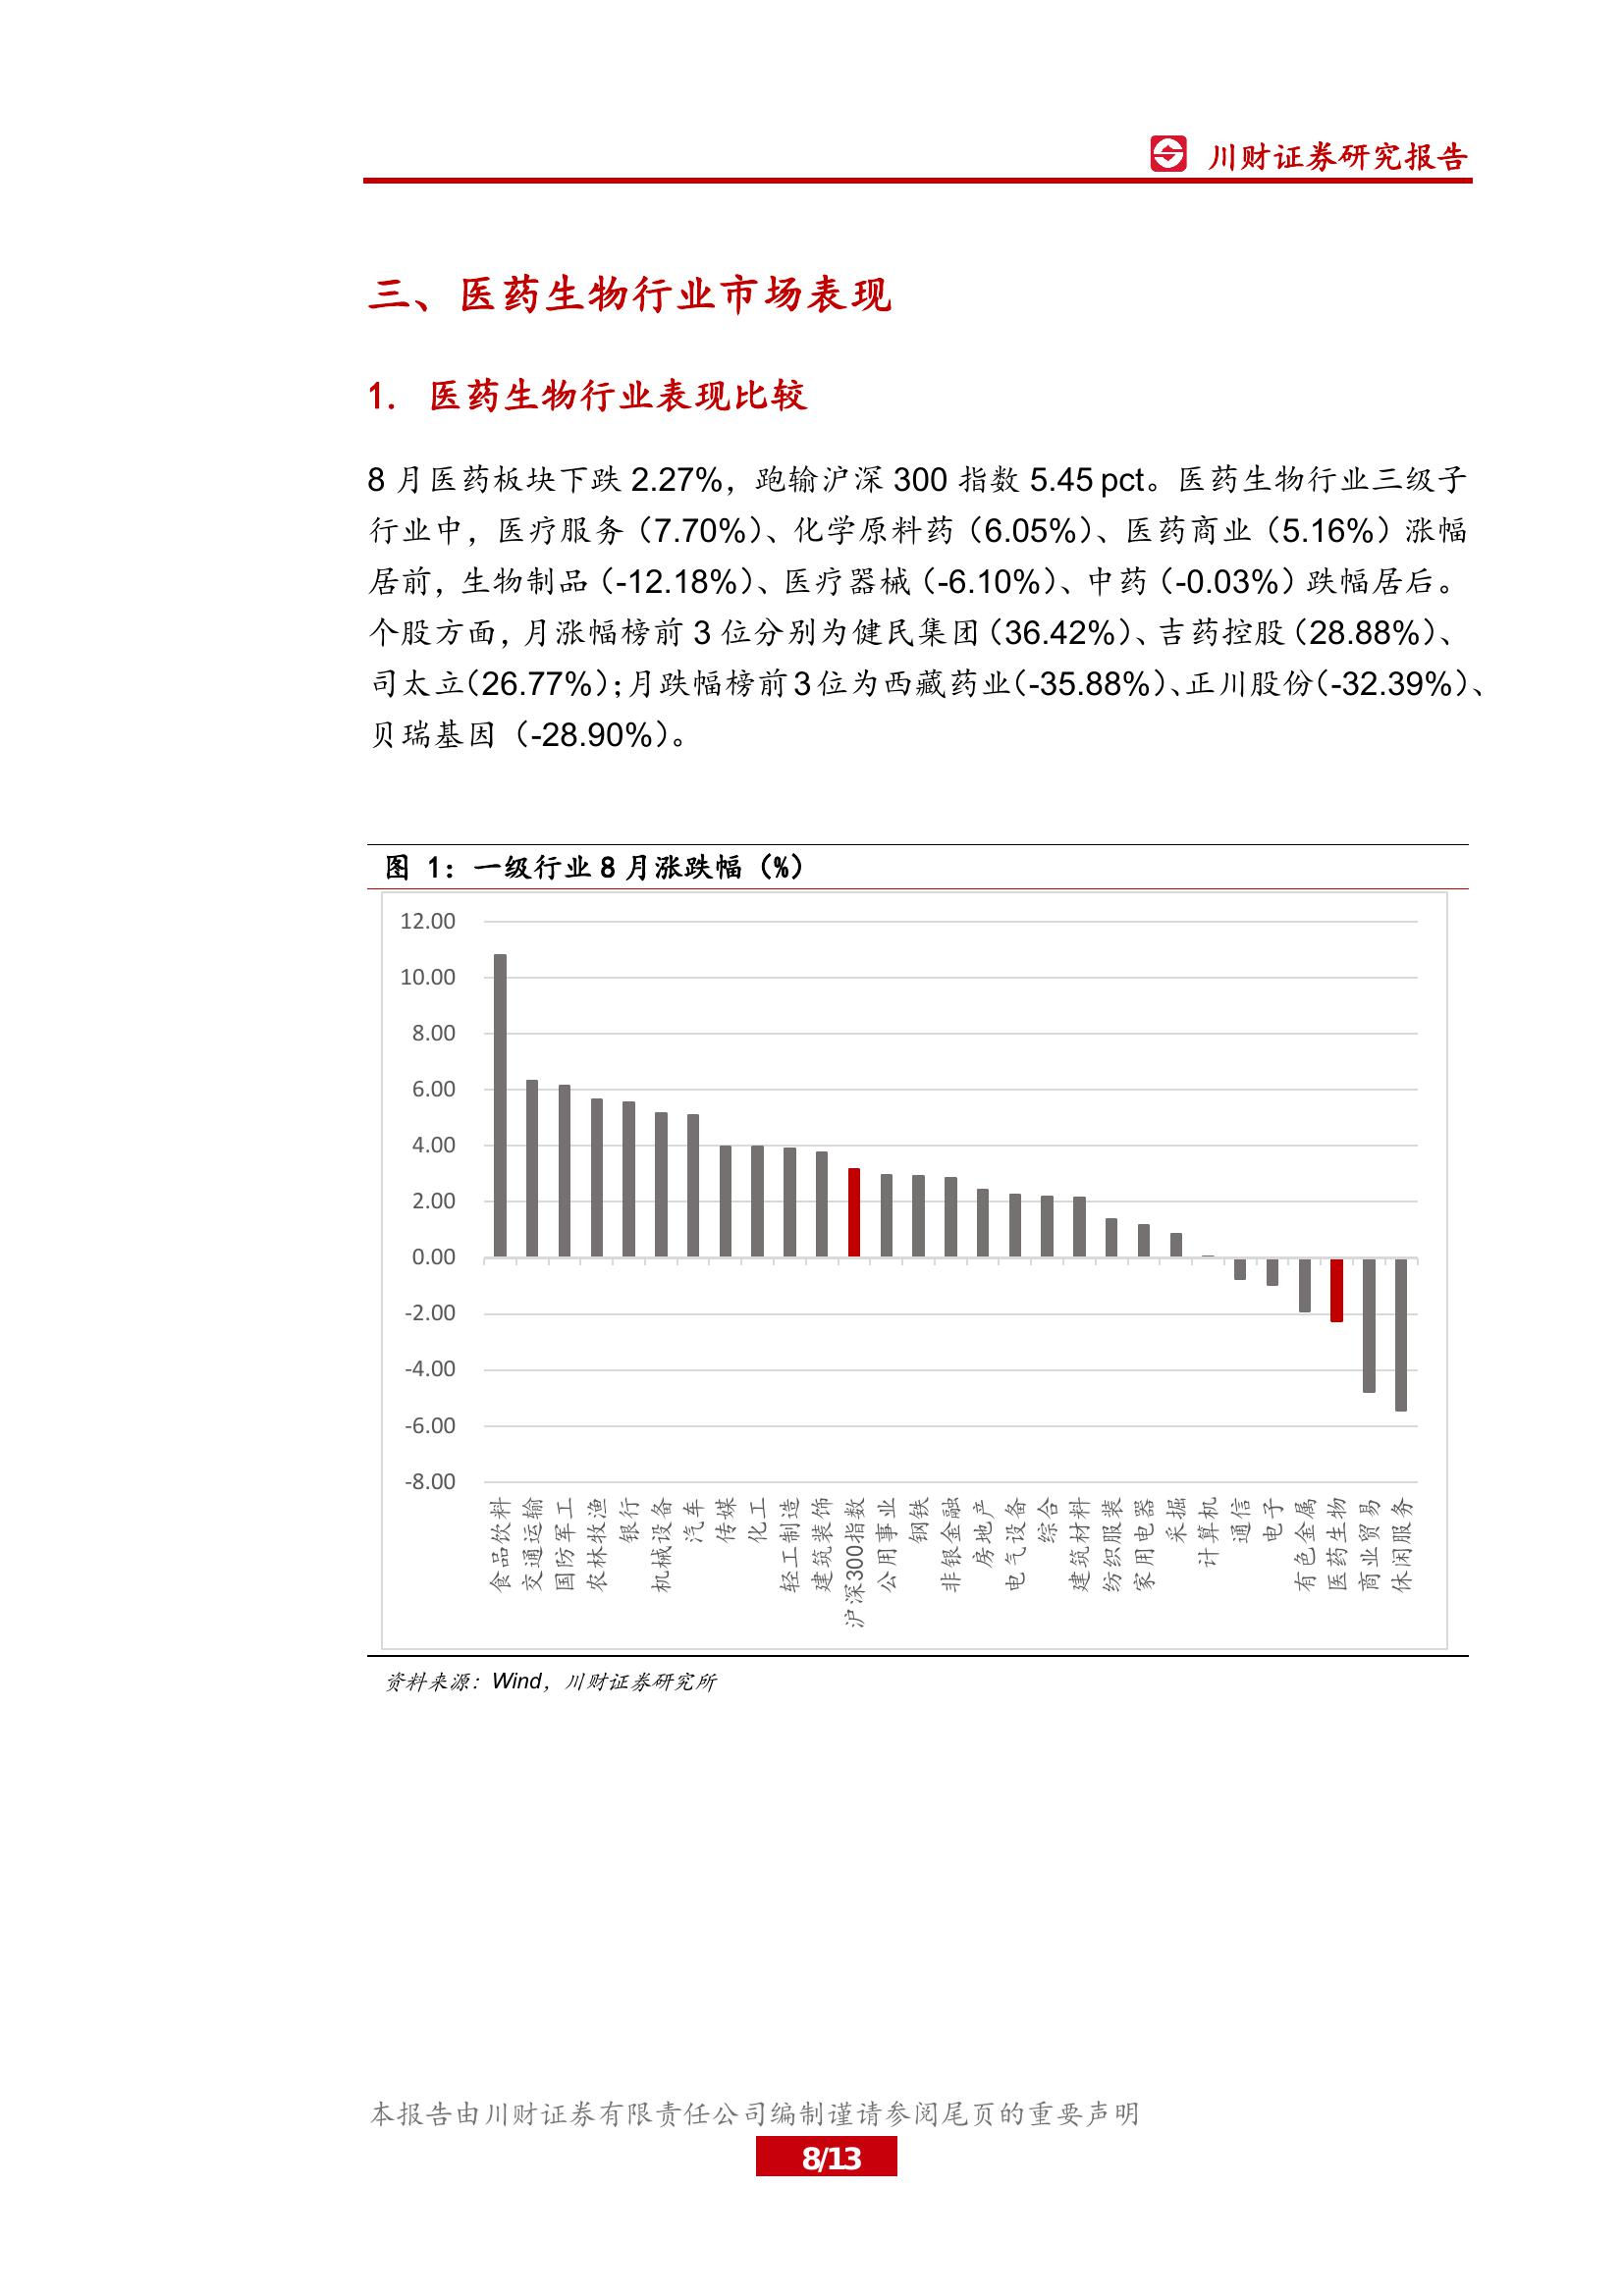 川财证券研究报告
三、医药生物行业市场表现
1. 医药生物行业表现比较
8 月医药板块下跌 2.27%，跑输沪深 300 指数 5.45 pct。医药生物行业三级子
行业中，医疗服务（7.70%）、化学原料药（6.05%）、医药商业（5.16%）涨幅
居前，生物制品（-12.18%）、医疗器械（-6.10%）、中药（-0.03%）跌幅居后。
个股方面，月涨幅榜前 3 位分别为健民集团（36.42%）、吉药控股（28.88%）、
司太立（26.77%）；月跌幅榜前 3 位为西藏药业（-35.88%）、正川股份（-32.39%）、
贝瑞基因（-28.90%）。
图 1：一级行业 8 月涨跌幅（%）
12.00
10.00
8.00
6.00
4.00
2.00
0.00
-2.00
-4.00
-6.00
-8.00
食品饮料
交通运输
国防军工
农林牧渔
银行
机械设备
汽车
传媒
化工
轻工制造
建筑装饰
沪深300指数
公用事业
钢铁
非银金融
房地产
电气设备
综合
建筑材料
纺织服装
家用电器
采掘
计算机
通信
电子
有色金属
医药生物
商业贸易
休闲服务
资料来源：Wind，川财证券研究所
本报告由川财证券有限责任公司编制谨请参阅尾页的重要声明
8/13